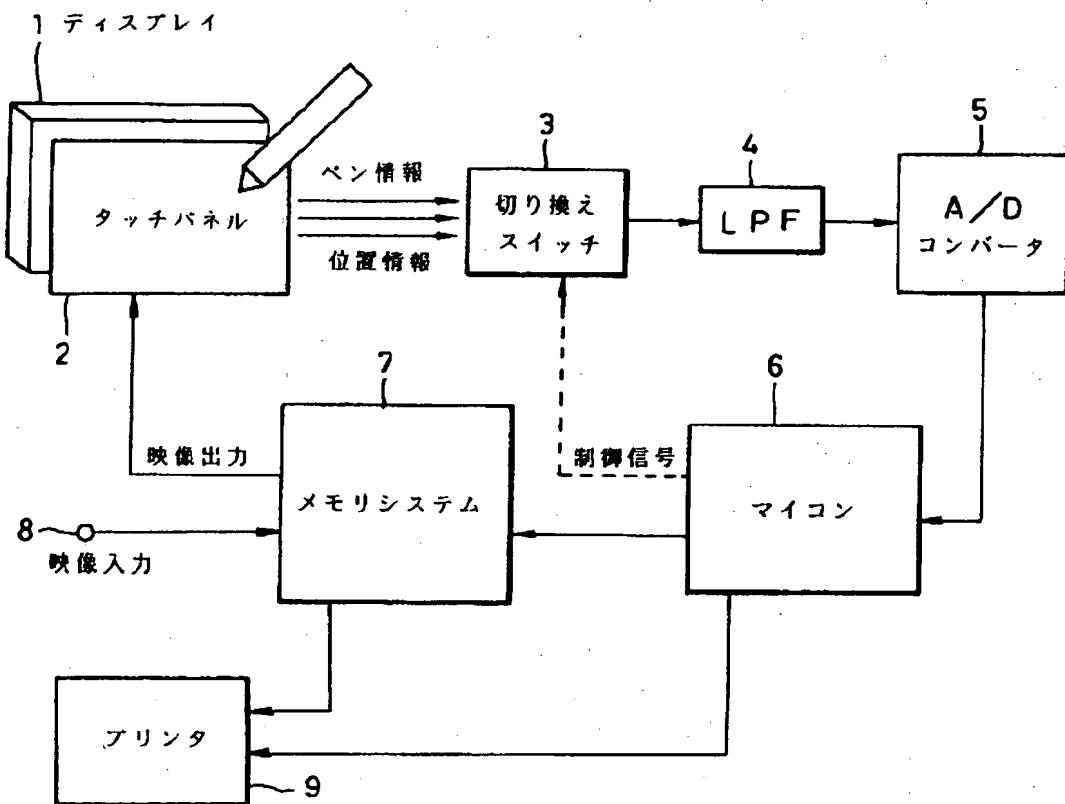 1 ディスプレイ
タッチパネル
2
ペン情報
位置情報
3
切り換え
スイッチ
4
LPF
5
A/D
コンバータ
7
映像出力
メモリシステム
制御信号
6
マイコン
8
映像入力
プリンタ
9